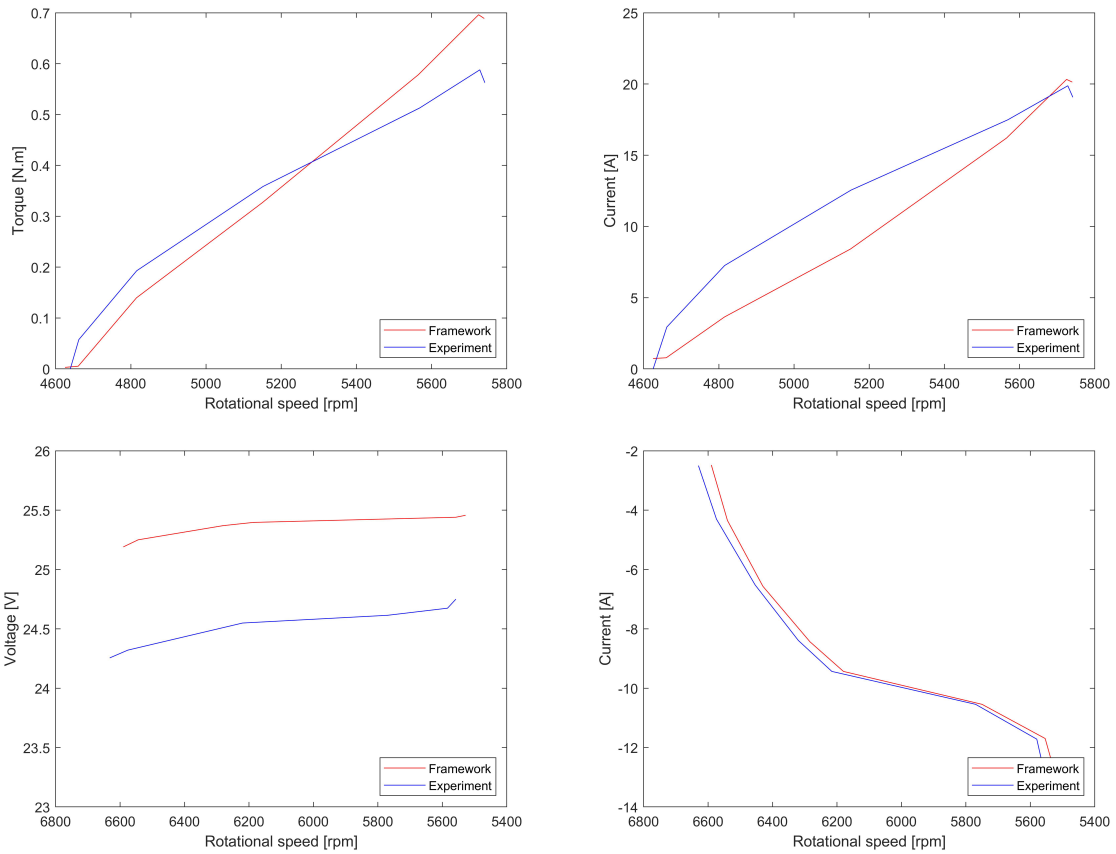 0.7
0.6
0.5
0.4
0.3
0.2
0.1
0
Torque [N.m]
4600 4800 5000 5200 5400 5600 5800
Rotational speed [rpm]
Framework
Experiment
25
20
15
10
5
0
Current [A]
4600 4800 5000 5200 5400 5600 5800
Rotational speed [rpm]
Framework
Experiment
26
25.5
25
24.5
24
23.5
23
Voltage [V]
6800 6600 6400 6200 6000 5800 5600 5400
Rotational speed [rpm]
Framework
Experiment
-2
-4
-6
-8
-10
-12
-14
Current [A]
6800 6600 6400 6200 6000 5800 5600 5400
Rotational speed [rpm]
Framework
Experiment